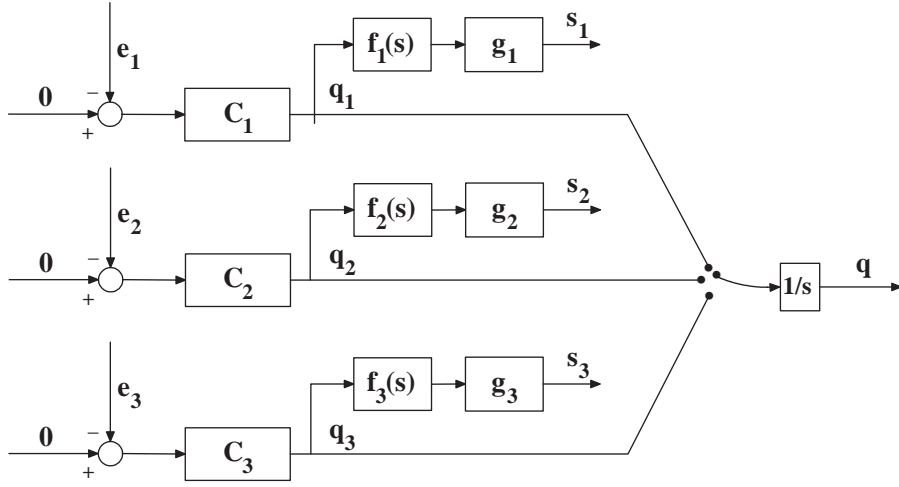 e₁
0
−
+
C₁
q₁
f₁(s)
g₁
s₁
e₂
0
−
+
C₂
q₂
f₂(s)
g₂
s₂
e₃
0
−
+
C₃
q₃
f₃(s)
g₃
s₃
1/s
q